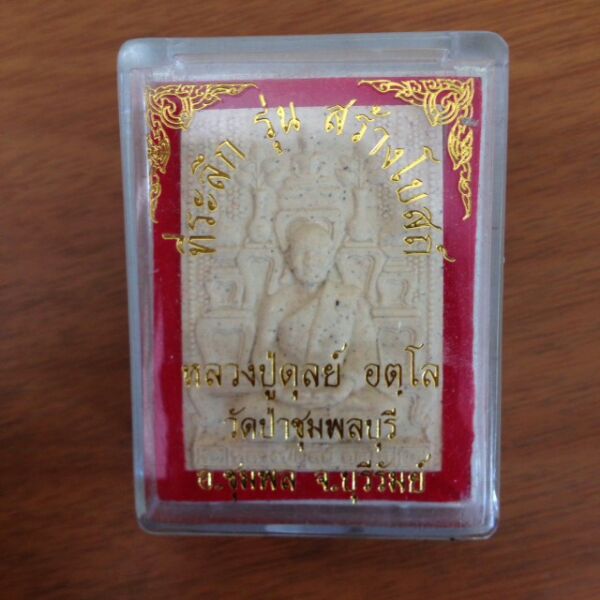 ที่ระลึก รุ่น สร้างโบสถ์
หลวงปู่ดุลย์ อตุโล
วัดป่าชุมพลบุรี
อ.ชุมพล จ.บุรีรัมย์